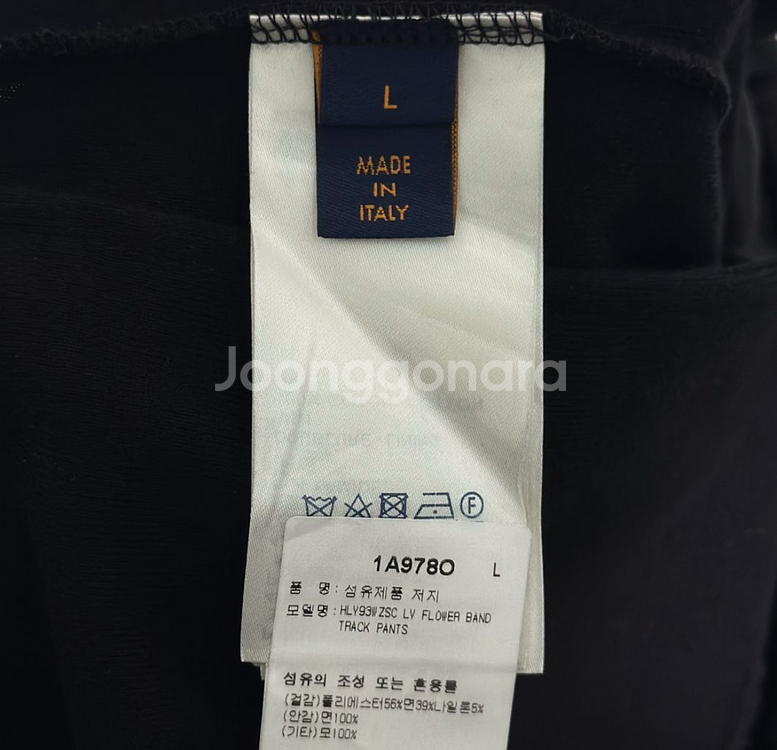 L
MADE
IN
ITALY
Joonggonara
F
1A978O L
품 명: 섬유제품 저지
모델명: HLY93WZSC LV FLOWER BAND
TRACK PANTS
섬유의 조성 또는 혼용률
(겉감)폴리에스터56%면39%나일론5%
(안감)면100%
(기타)모100%